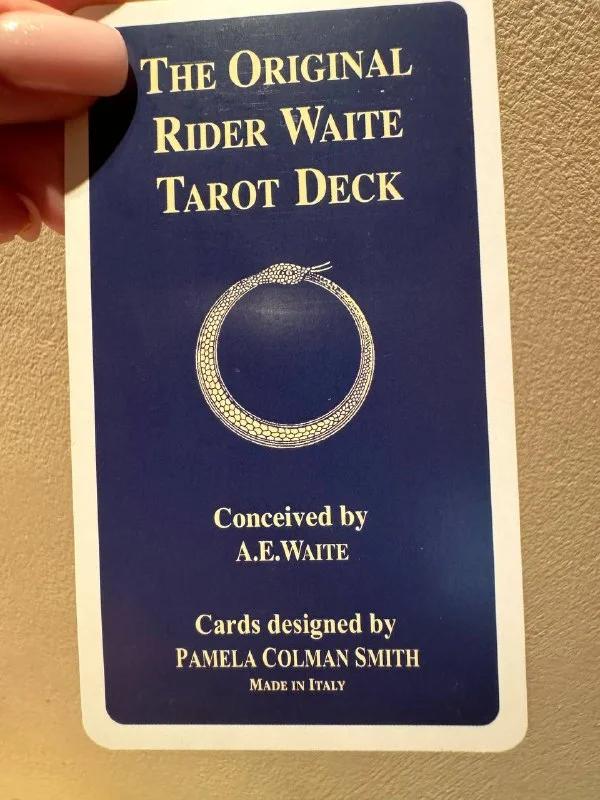 THE ORIGINAL
RIDER WAITE
TAROT DECK
Conceived by
A.E.WAITE
Cards designed by
PAMELA COLMAN SMITH
MADE IN ITALY